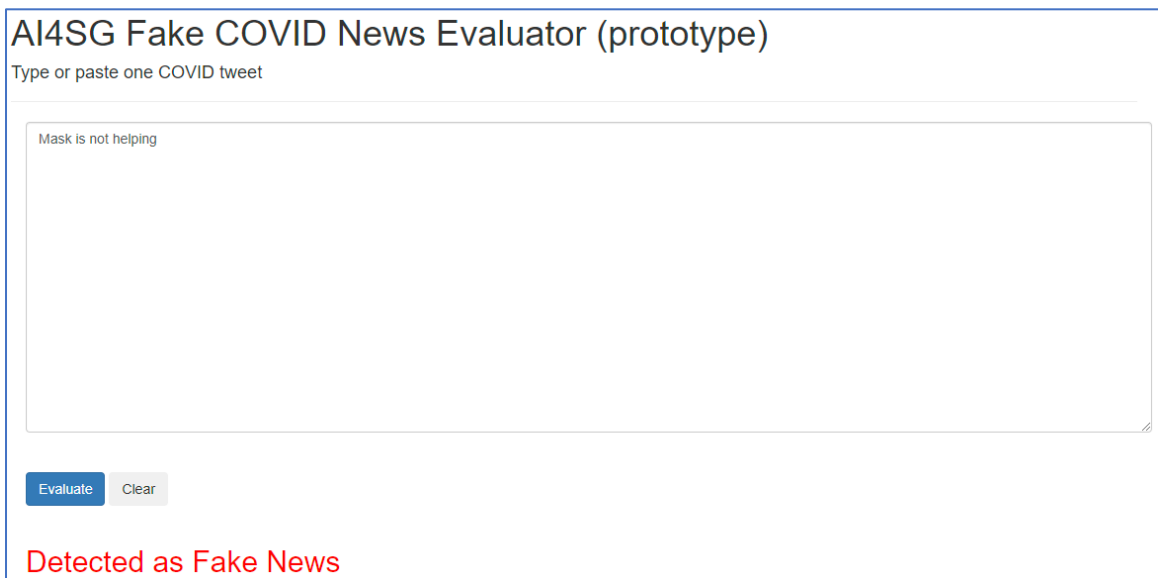 AI4SG Fake COVID News Evaluator (prototype)
Type or paste one COVID tweet
Mask is not helping
Evaluate Clear
Detected as Fake News